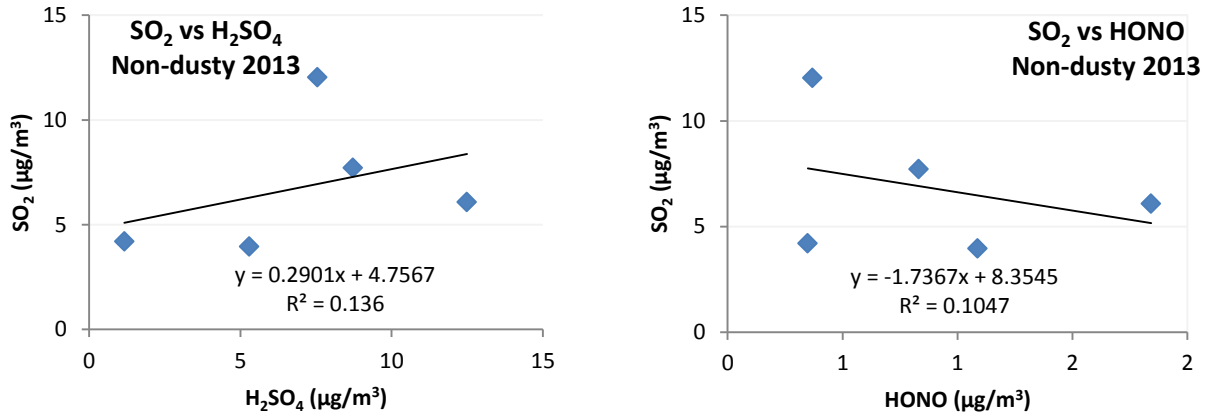 SO₂ vs H₂SO₄
Non-dusty 2013
SO₂ (µg/m³)
15
10
5
0
y = 0.2901x + 4.7567
R² = 0.136
0 5 10 15
H₂SO₄ (µg/m³)
SO₂ vs HONO
Non-dusty 2013
SO₂ (µg/m³)
15
10
5
0
y = -1.7367x + 8.3545
R² = 0.1047
0 1 1 2 2
HONO (µg/m³)